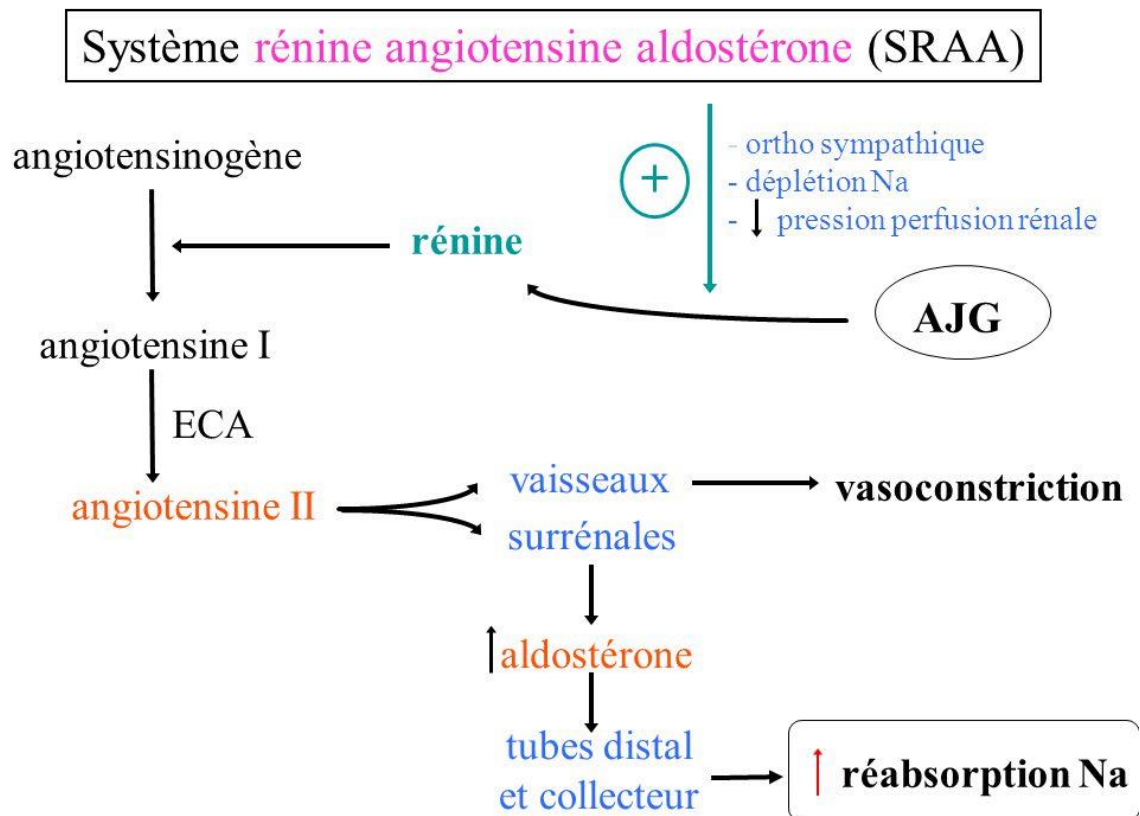 Système rénine angiotensine aldostérone (SRAA)
angiotensinogène
- ortho sympathique
+
- déplétion Na
- ↓ pression perfusion rénale
rénine
AJG
angiotensine I
ECA
angiotensine II
vaisseaux
vasoconstriction
surrénales
↑ aldostérone
tubes distal
et collecteur
↑ réabsorption Na